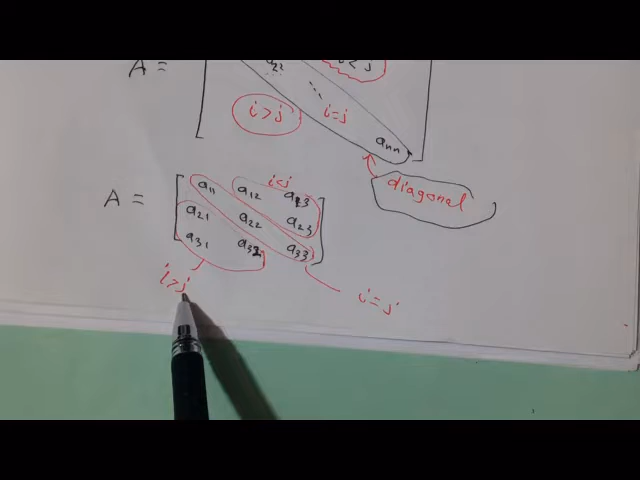 A = a₂₂ i < j
i > j i = j
aₙₙ
diagonal
i < j
a₁₁ a₁₂ a₁₃
A = a₂₁ a₂₂ a₂₃
a₃₁ a₃₂ a₃₃
i > j i = j